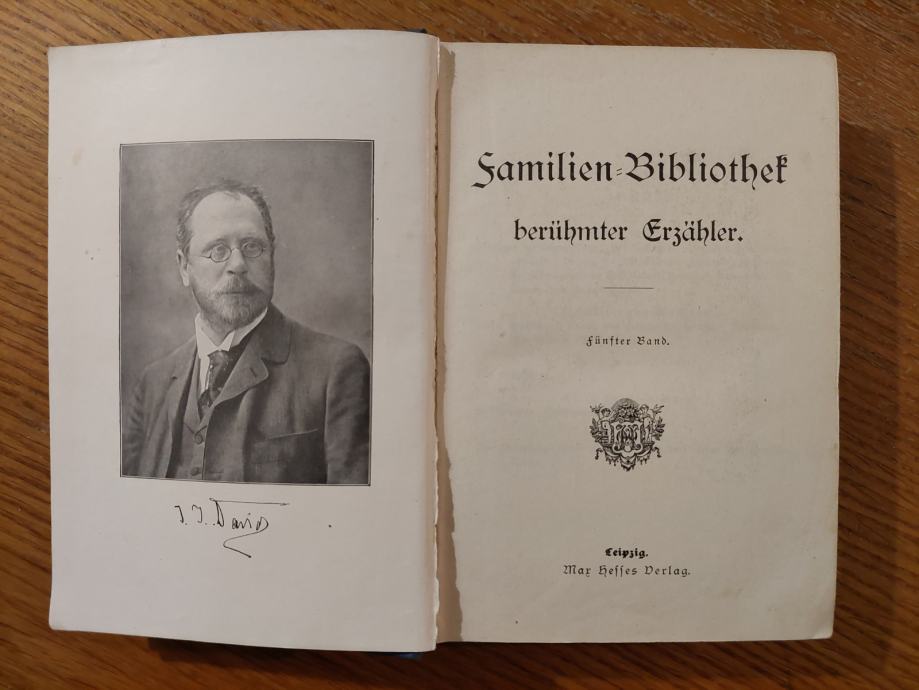 J. J. David
Familien-Bibliothek
berühmter Erzähler.
Fünfter Band.
Leipzig.
Max Hesses Verlag.